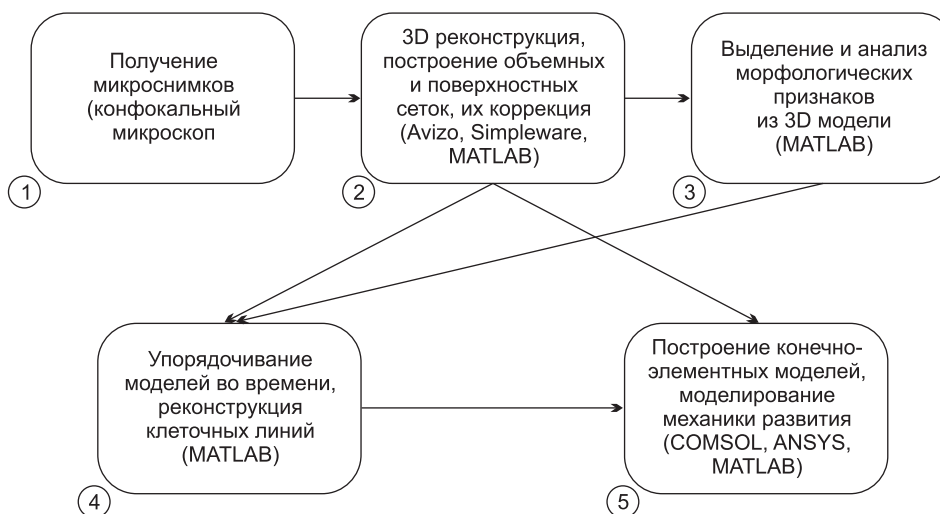 Получение
микроснимков
(конфокальный
микроскоп
1
3D реконструкция,
построение объемных
и поверхностных
сеток, их коррекция
(Avizo, Simpleware,
MATLAB)
2
Выделение и анализ
морфологических
признаков
из 3D модели
(MATLAB)
3
Упорядочивание
моделей во времени,
реконструкция
клеточных линий
(MATLAB)
4
Построение конечно-
элементных моделей,
моделирование
механики развития
(COMSOL, ANSYS,
MATLAB)
5